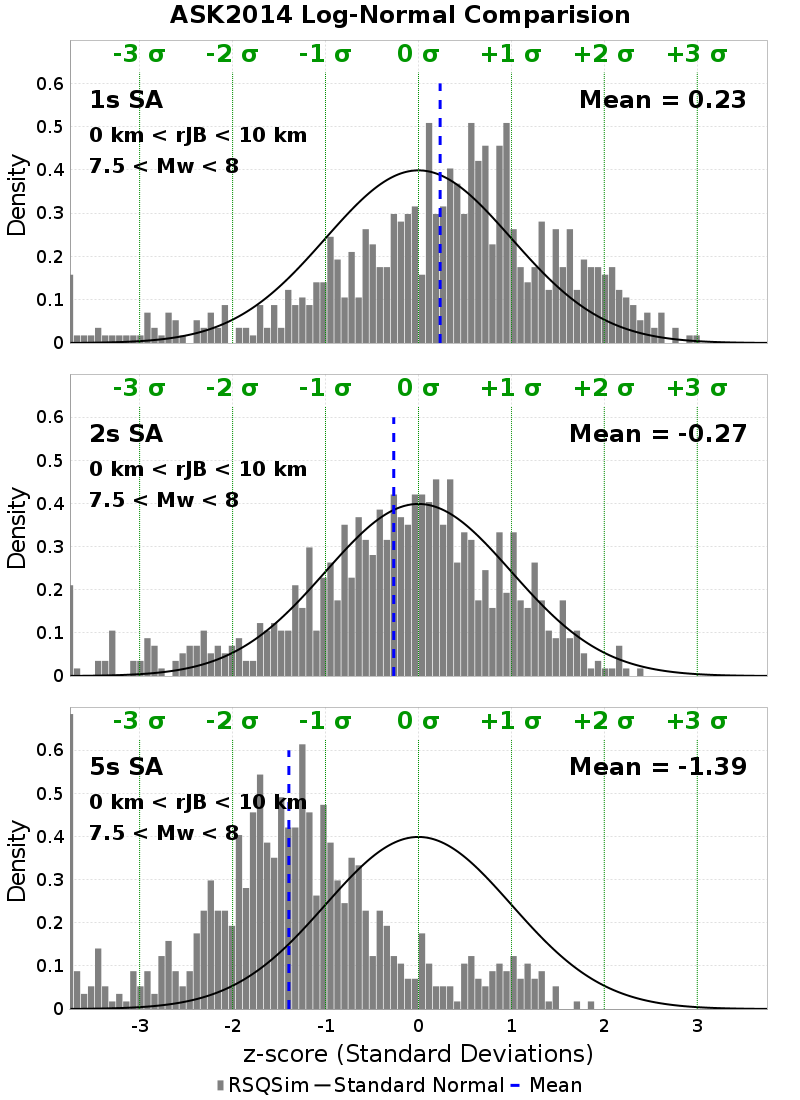 ASK2014 Log-Normal Comparision
-3 σ -2 σ -1 σ 0 σ +1 σ +2 σ +3 σ
0.6
1s SA Mean = 0.23
0.5
0 km < rJB < 10 km
7.5 < Mw < 8
0.4
0.3
0.2
0.1
0
Density
-3 σ -2 σ -1 σ 0 σ +1 σ +2 σ +3 σ
0.6
2s SA Mean = -0.27
0.5
0 km < rJB < 10 km
7.5 < Mw < 8
0.4
0.3
0.2
0.1
0
Density
-3 σ -2 σ -1 σ 0 σ +1 σ +2 σ +3 σ
0.6
5s SA Mean = -1.39
0.5
0 km < rJB < 10 km
7.5 < Mw < 8
0.4
0.3
0.2
0.1
0
Density
-3 -2 -1 0 1 2 3
z-score (Standard Deviations)
RSQSim Standard Normal Mean